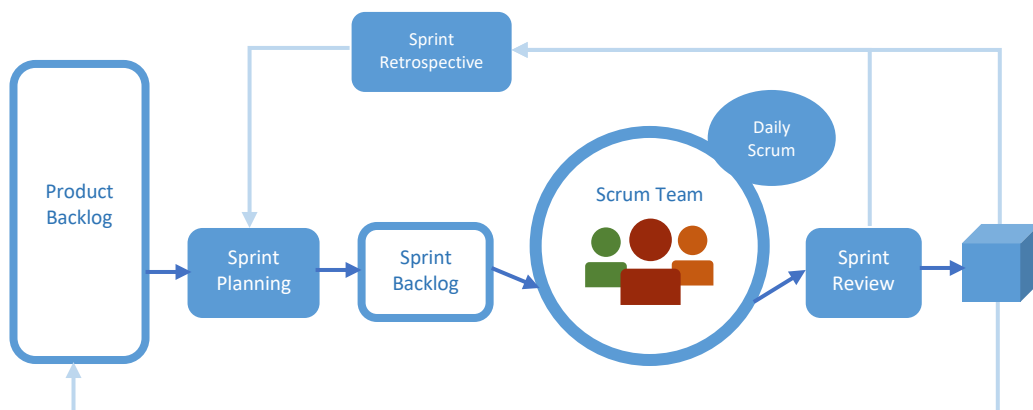 Sprint
Retrospective
Daily
Scrum
Product
Backlog
Scrum Team
Sprint
Planning
Sprint
Backlog
Sprint
Review